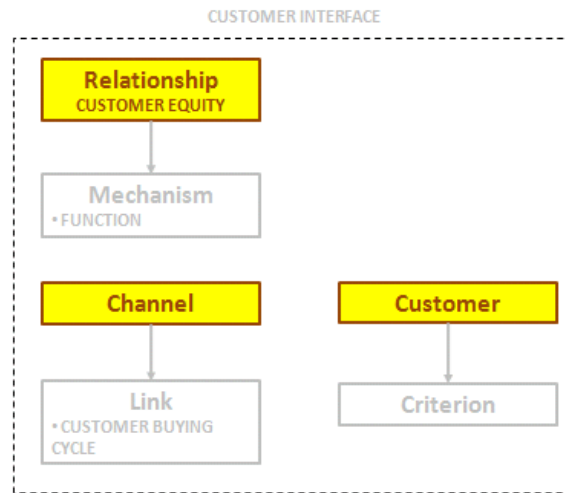 CUSTOMER INTERFACE
Relationship
CUSTOMER EQUITY
Mechanism
• FUNCTION
Channel
Customer
Link
• CUSTOMER BUYING
CYCLE
Criterion